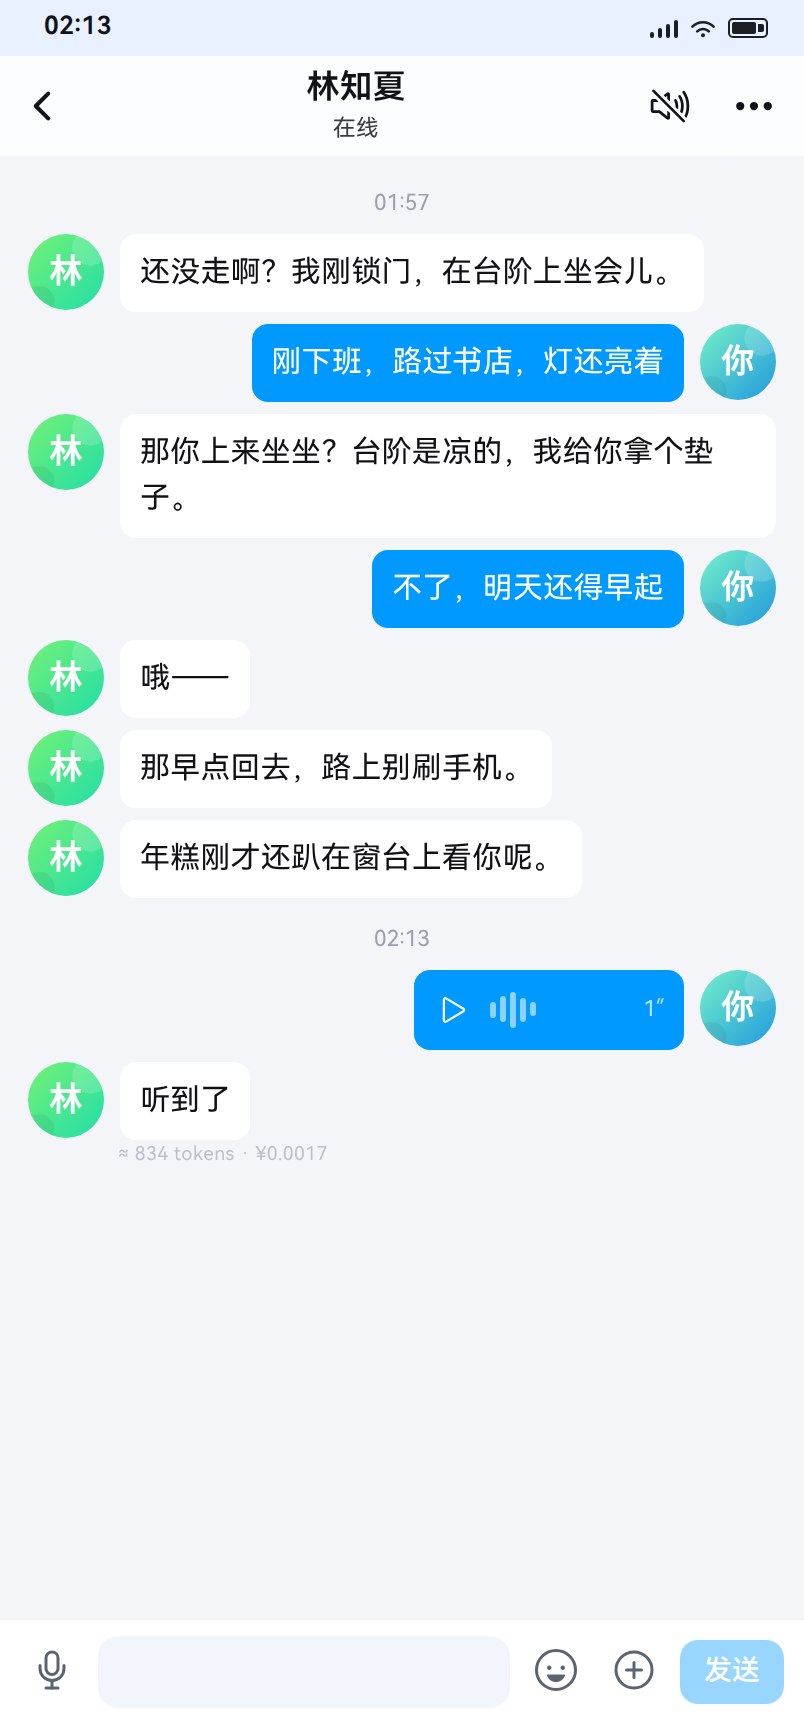 02:13
林知夏
在线
01:57
林
还没走啊？我刚锁门，在台阶上坐会儿。
刚下班，路过书店，灯还亮着
你
林
那你上来坐坐？台阶是凉的，我给你拿个垫
子。
不了，明天还得早起
你
林
哦——
林
那早点回去，路上别刷手机。
林
年糕刚才还趴在窗台上看你呢。
02:13
1″
你
林
听到了
≈ 834 tokens · ¥0.0017
发送